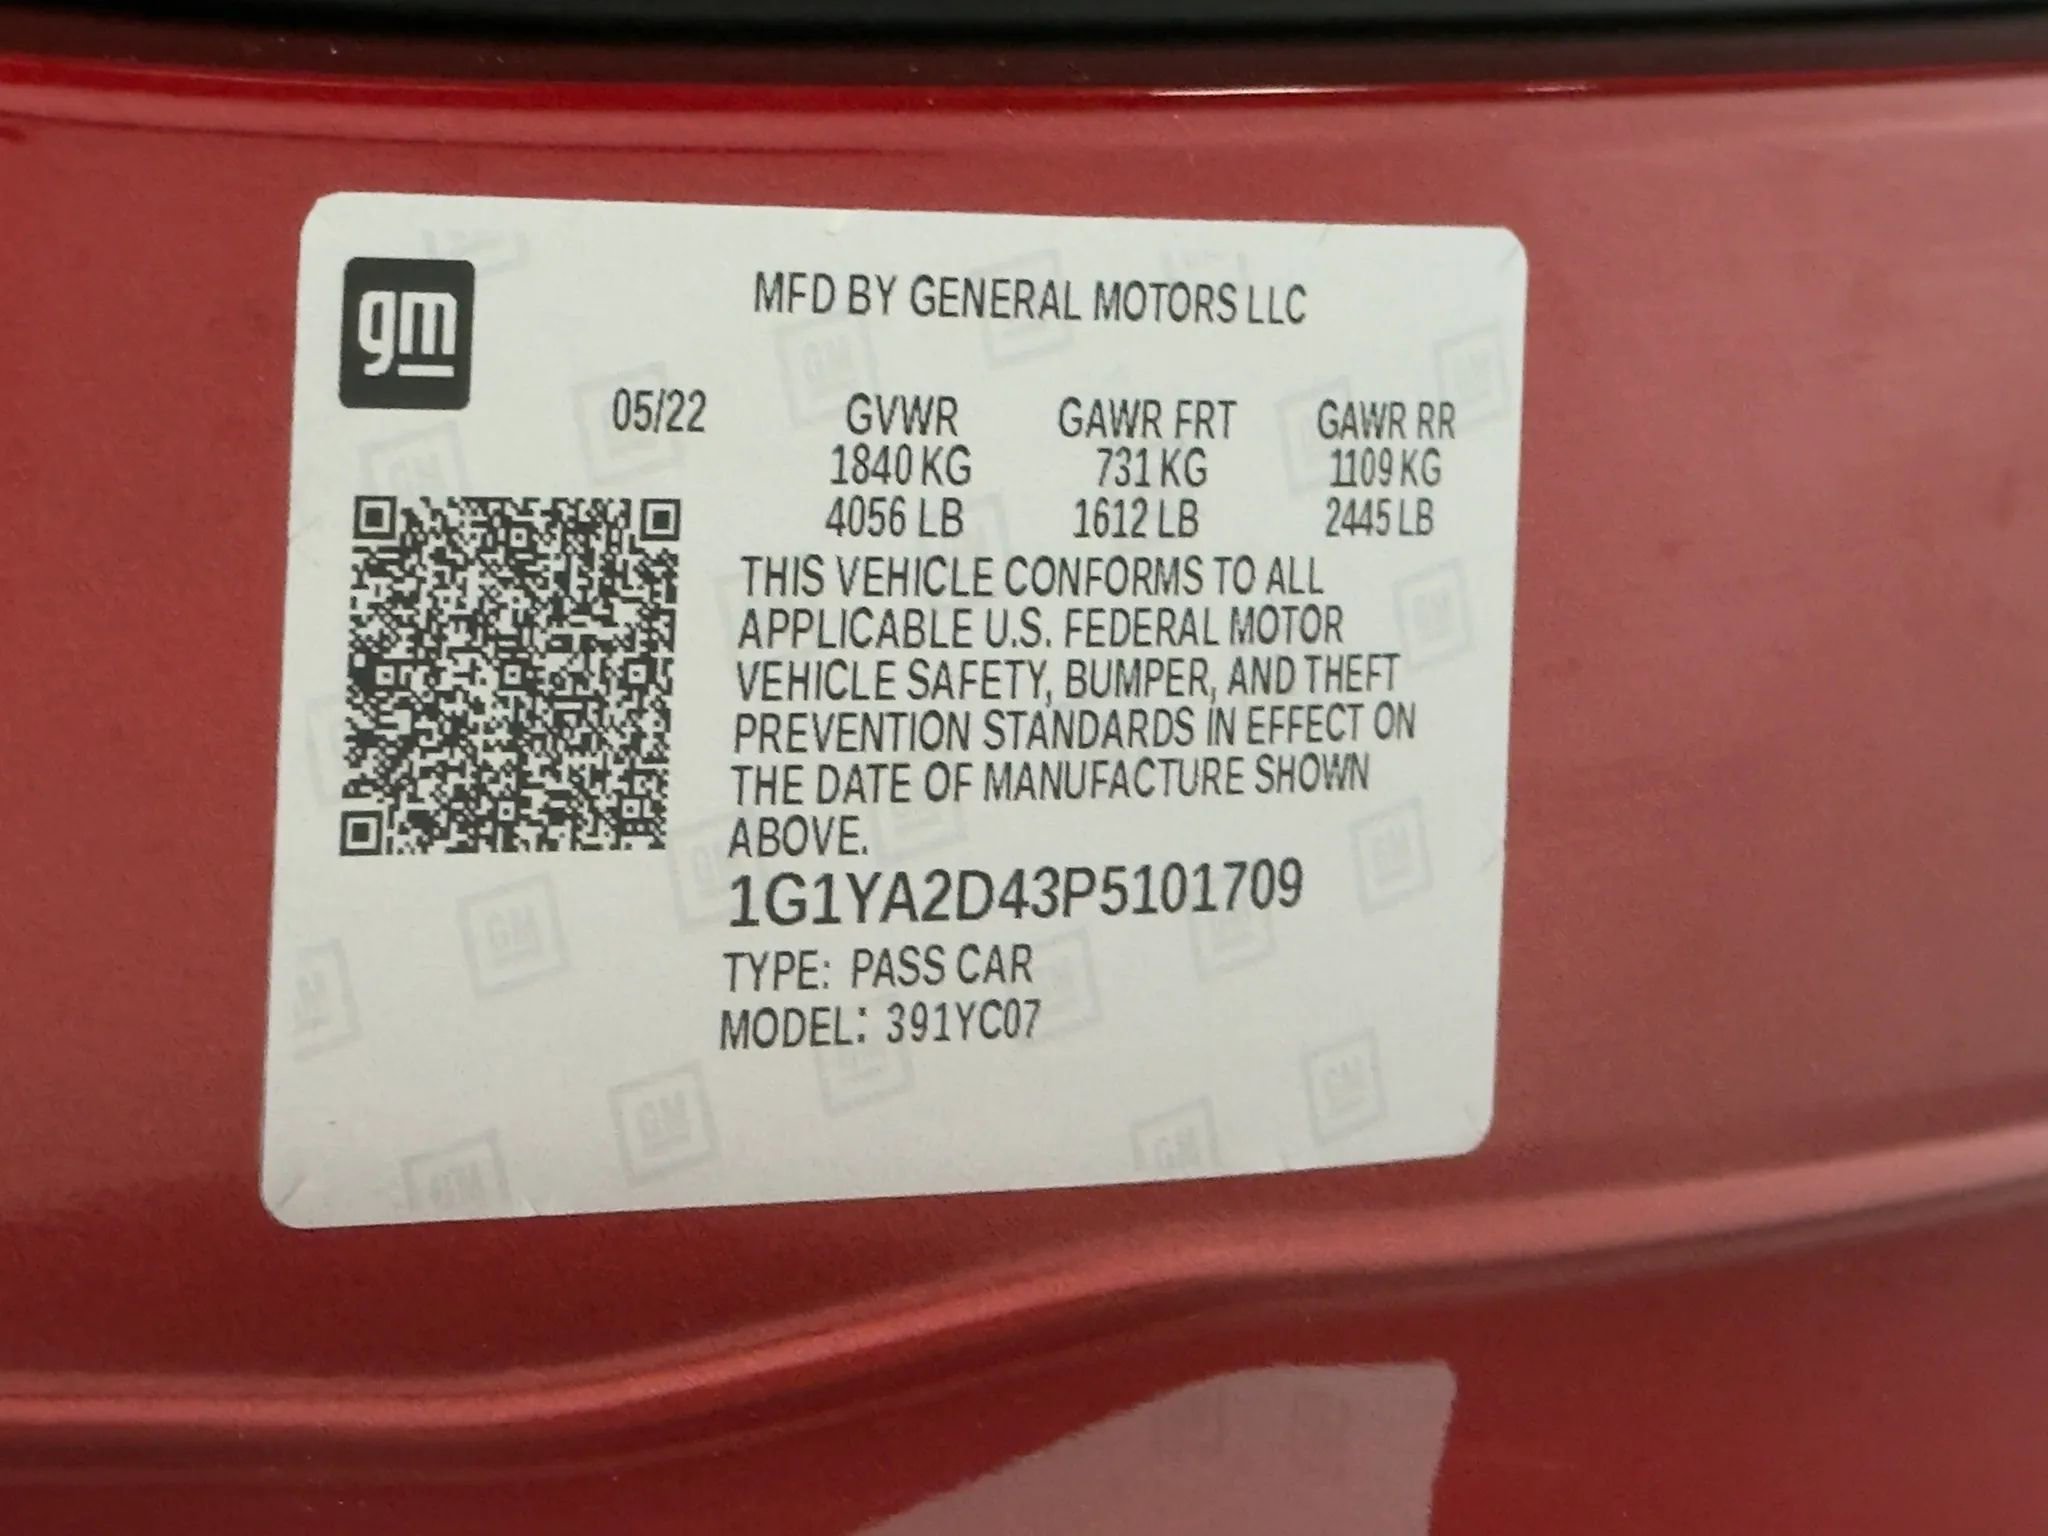 gm
MFD BY GENERAL MOTORS LLC
05/22 GVWR GAWR FRT GAWR RR
1840 KG 731 KG 1109 KG
4056 LB 1612 LB 2445 LB
THIS VEHICLE CONFORMS TO ALL
APPLICABLE U.S. FEDERAL MOTOR
VEHICLE SAFETY, BUMPER, AND THEFT
PREVENTION STANDARDS IN EFFECT ON
THE DATE OF MANUFACTURE SHOWN
ABOVE.
1G1YA2D43P5101709
TYPE: PASS CAR
MODEL: 391YC07